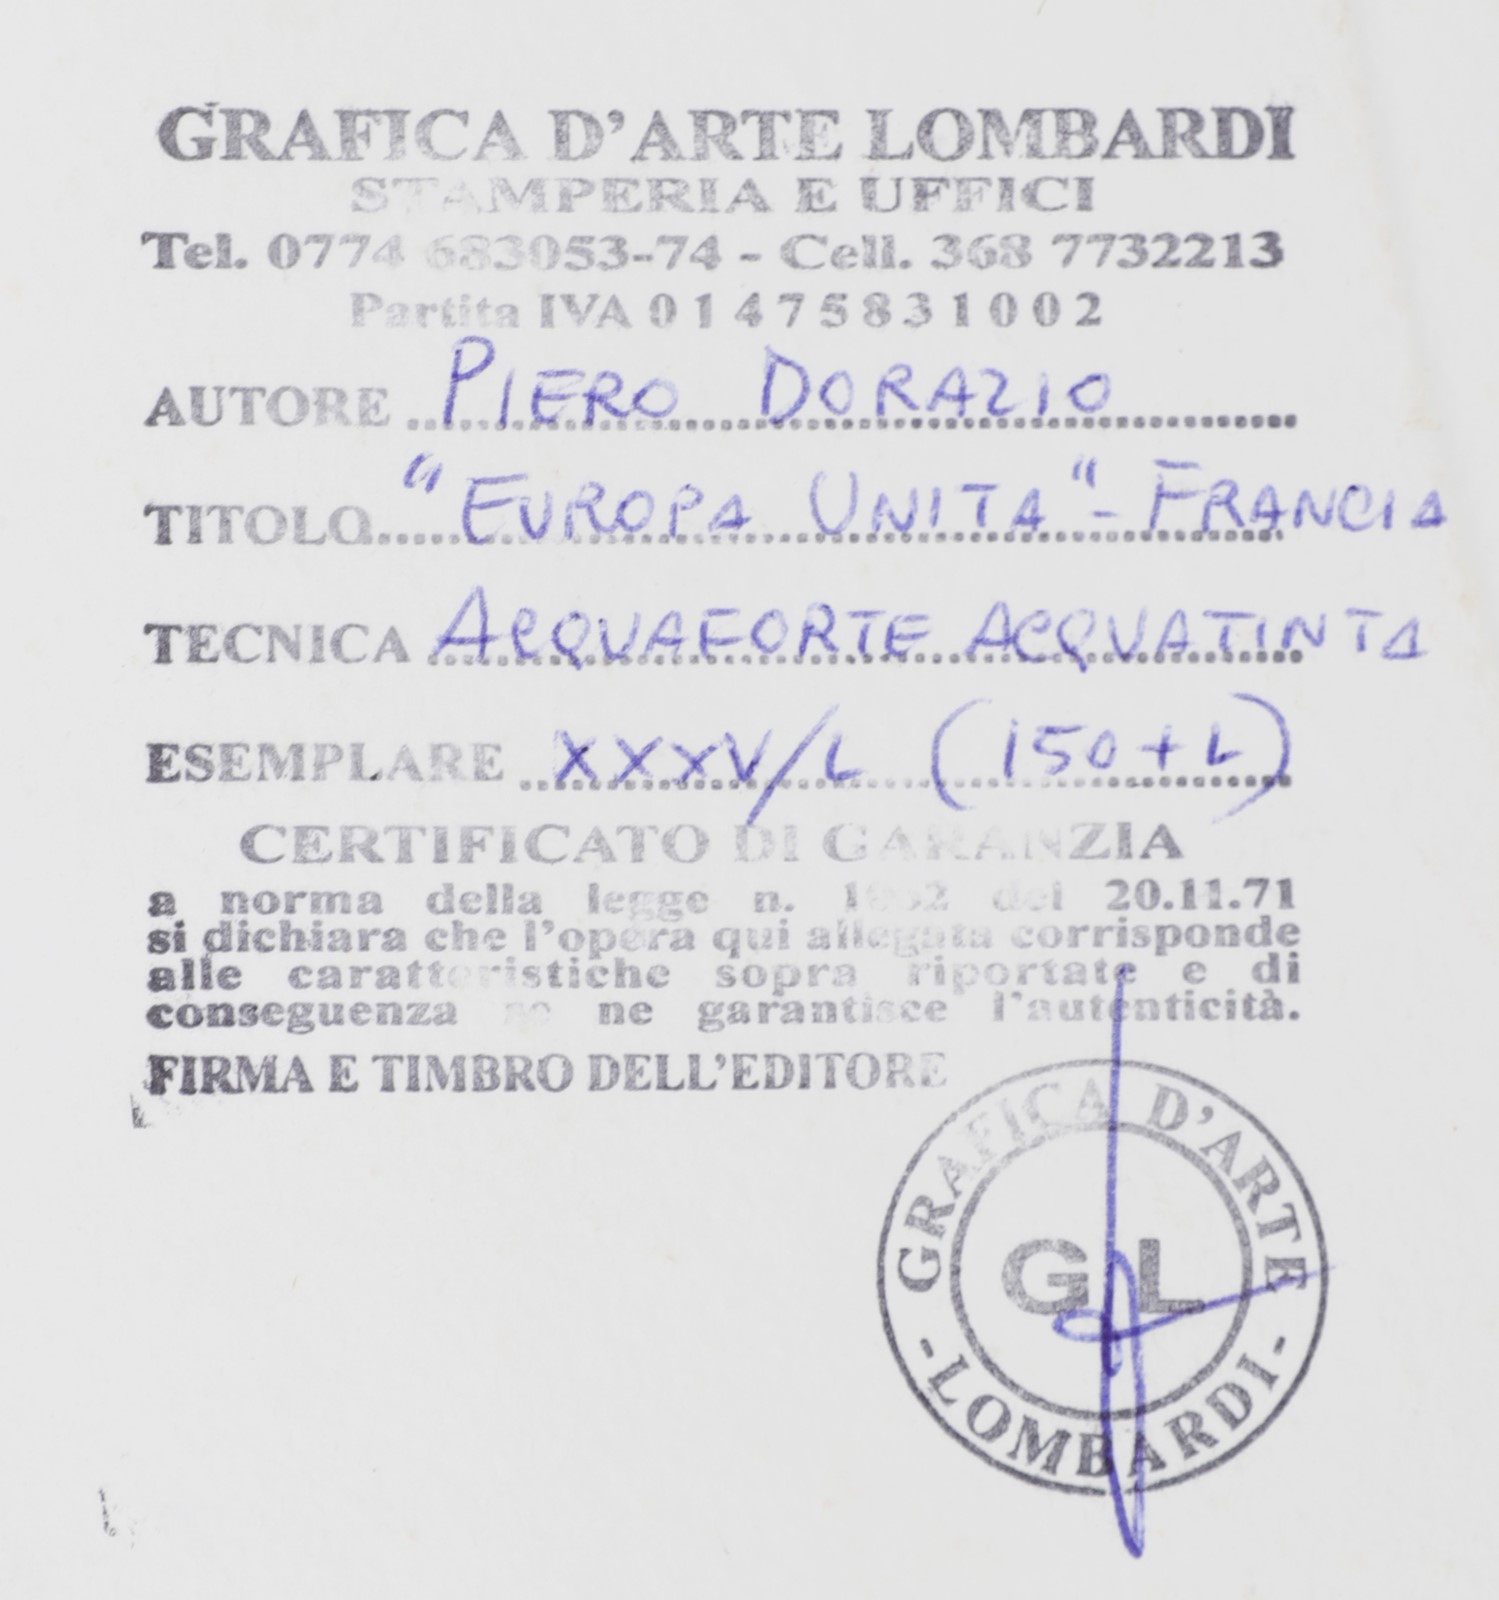 GRAFICA D'ARTE LOMBARDI
STAMPERIA E UFFICI
Tel. 0774 683053-74 - Cell. 368 7732213
Partita IVA 01475831002
AUTORE PIERO DORAZIO
TITOLO "EUROPA UNITA" - FRANCIA
TECNICA ACQUAFORTE ACQUATINTA
ESEMPLARE XXXV/L (150+L)
CERTIFICATO DI GARANZIA
a norma della legge n. 1062 del 20.11.71
si dichiara che l'opera qui allegata corrisponde
alle caratteristiche sopra riportate e di
conseguenza se ne garantisce l'autenticità.
FIRMA E TIMBRO DELL'EDITORE
GRAFICA D'ARTE
GL
- LOMBARDI -